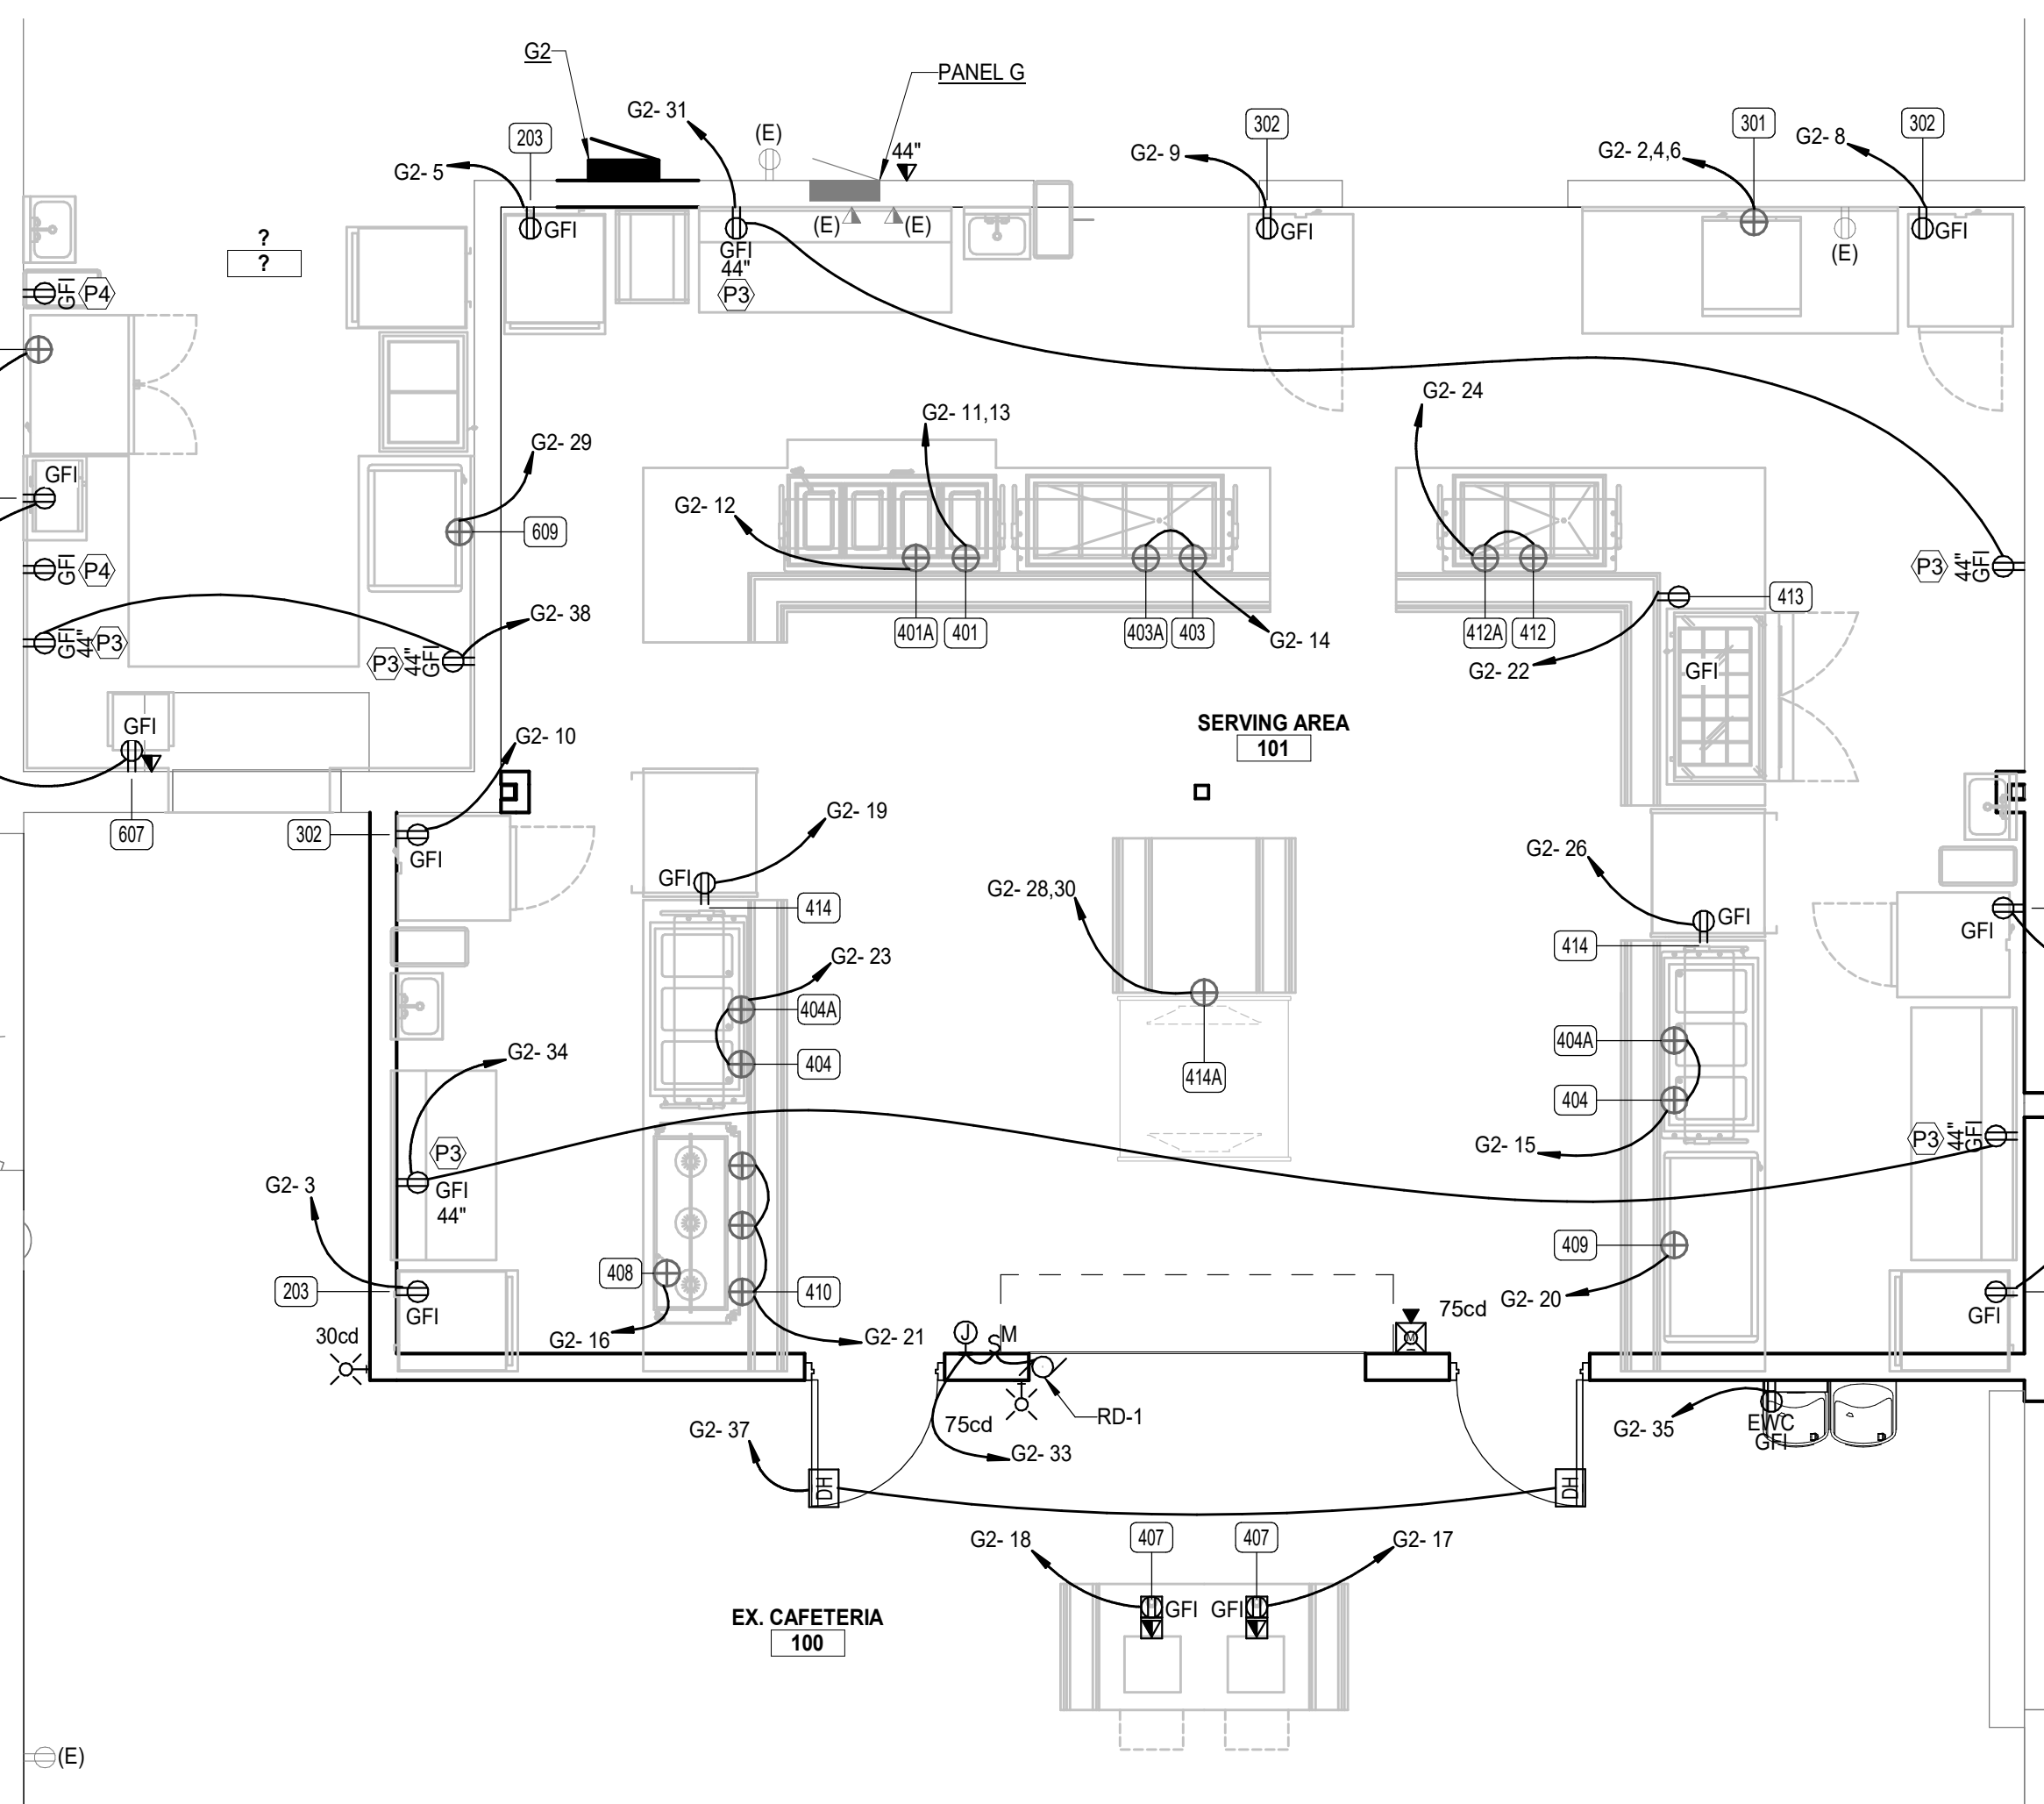 G2
PANEL G
G2- 31
(E)
203
302
301
302
44"
G2- 5
G2- 9
G2- 2,4,6
G2- 8
?
?
GFI
GFI
44"
P3
(E)
(E)
GFI
(E)
GFI
GFI
P4
G2- 24
G2- 11,13
G2- 29
GFI
G2- 12
609
GFI
P4
P3
44"
GFI
413
G2- 38
401A
401
403A
403
412A
412
G2- 14
GFI
44"
P3
P3
44"
GFI
G2- 22
GFI
SERVING AREA
101
GFI
G2- 10
607
302
GFI
G2- 19
G2- 26
GFI
414
G2- 28,30
GFI
414
GFI
G2- 23
404A
404
G2- 34
414A
404A
404
G2- 15
P3
GFI
44"
P3
44"
GFI
G2- 3
203
GFI
408
410
409
G2- 20
G2- 16
G2- 21
30cd
J
S
M
M
75cd
75cd
RD-1
G2- 33
G2- 37
DH
DH
G2- 35
EWC
GFI
G2- 18
407
407
G2- 17
GFI
GFI
EX. CAFETERIA
100
(E)